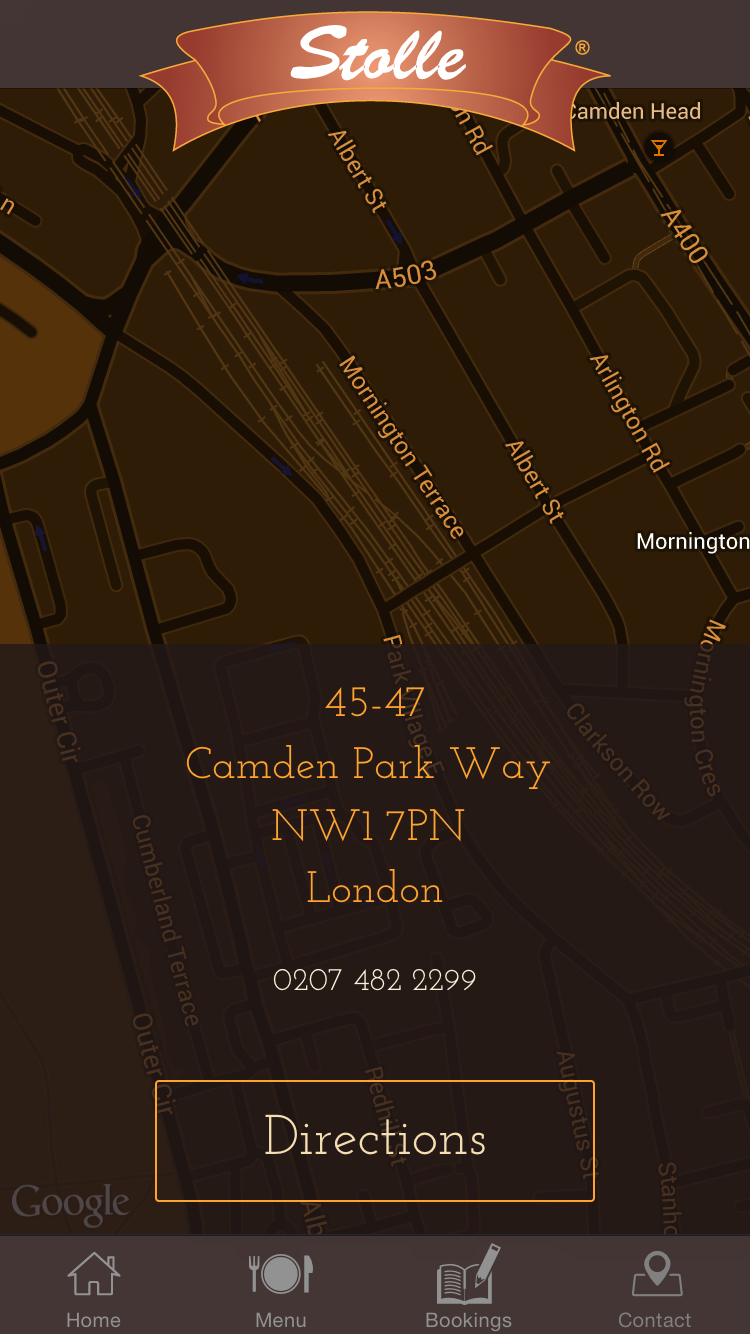 Stolle®
Camden Head
Albert St
A400
A503
Mornington Terrace
Arlington Rd
Albert St
Mornington
45-47
Camden Park Way
NW1 7PN
London
Outer Cir
Clarkson Row
Mornington Cres
Cumberland Terrace
0207 482 2299
Outer Cir
Augustus St
Directions
Google
Home
Menu
Bookings
Contact